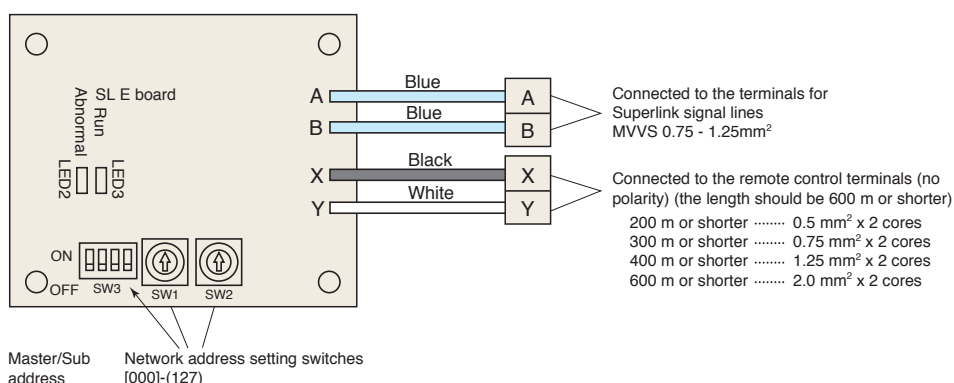 SL E board
Abnormal
Run
LED2
LED3
A
B
X
Y
Blue
Blue
Black
White
A
B
X
Y
Connected to the terminals for
Superlink signal lines
MVVS 0.75 - 1.25mm²
Connected to the remote control terminals (no
polarity) (the length should be 600 m or shorter)
200 m or shorter ........ 0.5 mm² x 2 cores
300 m or shorter ........ 0.75 mm² x 2 cores
400 m or shorter ........ 1.25 mm² x 2 cores
600 m or shorter ........ 2.0 mm² x 2 cores
ON
OFF
SW3
SW1
SW2
Master/Sub
address
Network address setting switches
[000]-(127)